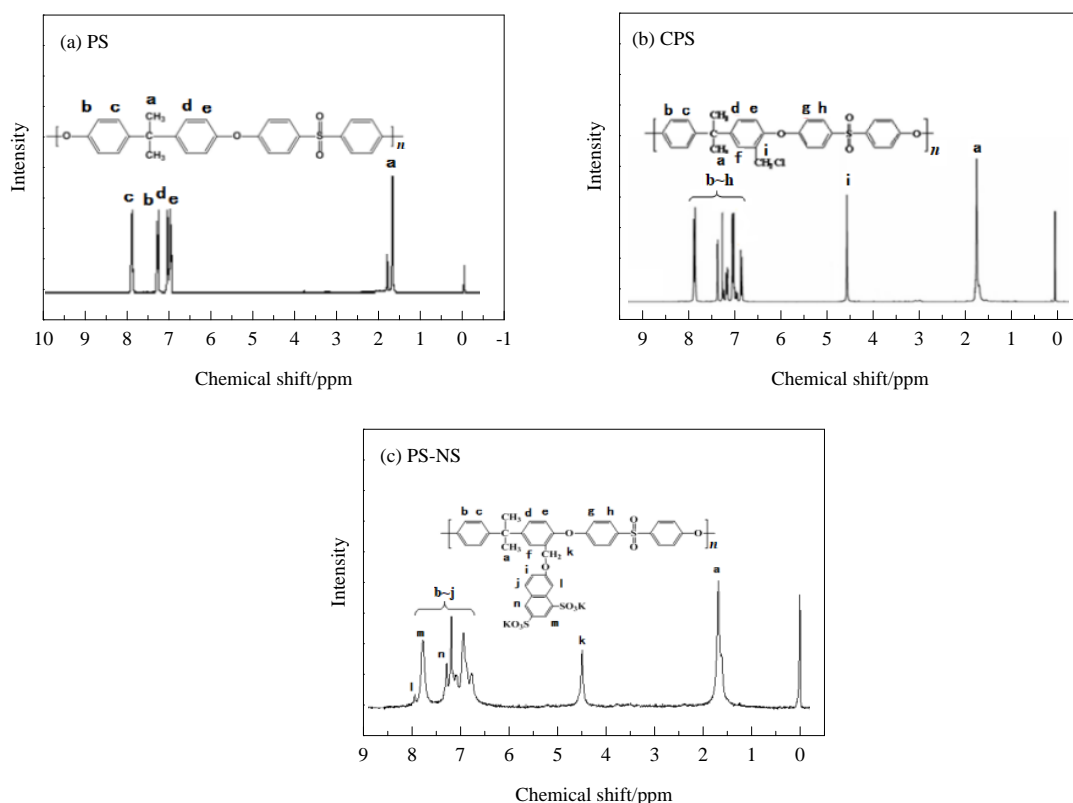 (a) PS
b c a d e
CH₃
O O S O
CH₃ O n
c b d e a
Intensity
10 9 8 7 6 5 4 3 2 1 0 -1
Chemical shift/ppm
(b) CPS
b c d e g h
CH₃
O S O
CH₃ O n
a f i
CH₂Cl
b~h i a
Intensity
9 8 7 6 5 4 3 2 1 0
Chemical shift/ppm
(c) PS-NS
b c d e g h
CH₃ O
O S O
CH₃ O n
a f CH₂ k
O
i
j l
n SO₃K
KO₃S m
b~j
l m n k a
Intensity
9 8 7 6 5 4 3 2 1 0
Chemical shift/ppm